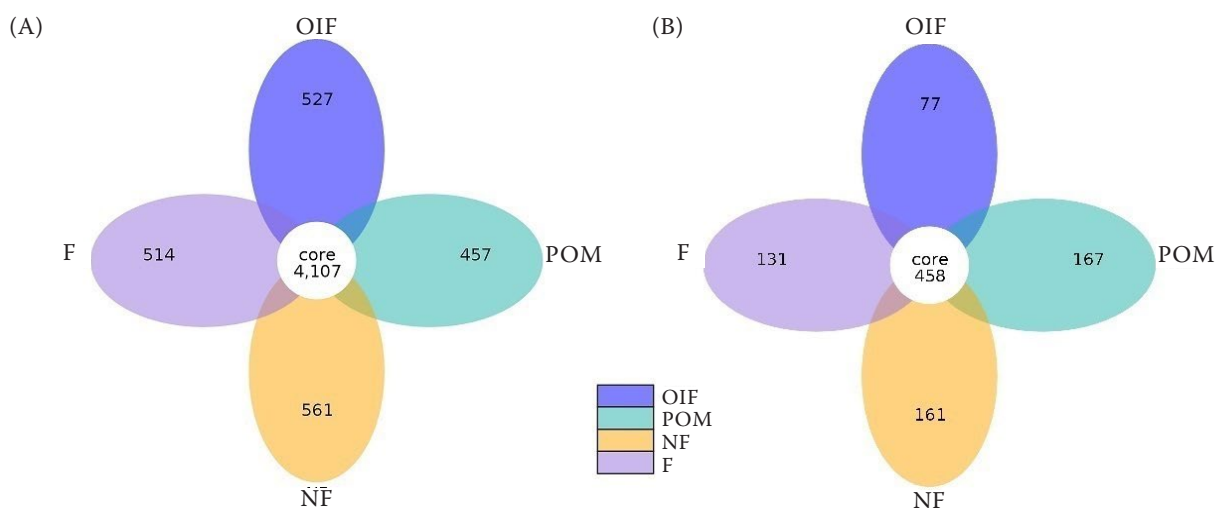 (A)
OIF
527
F
514
core
4,107
457
POM
561
NF
(B)
OIF
77
F
131
core
458
167
POM
161
NF
OIF
POM
NF
F